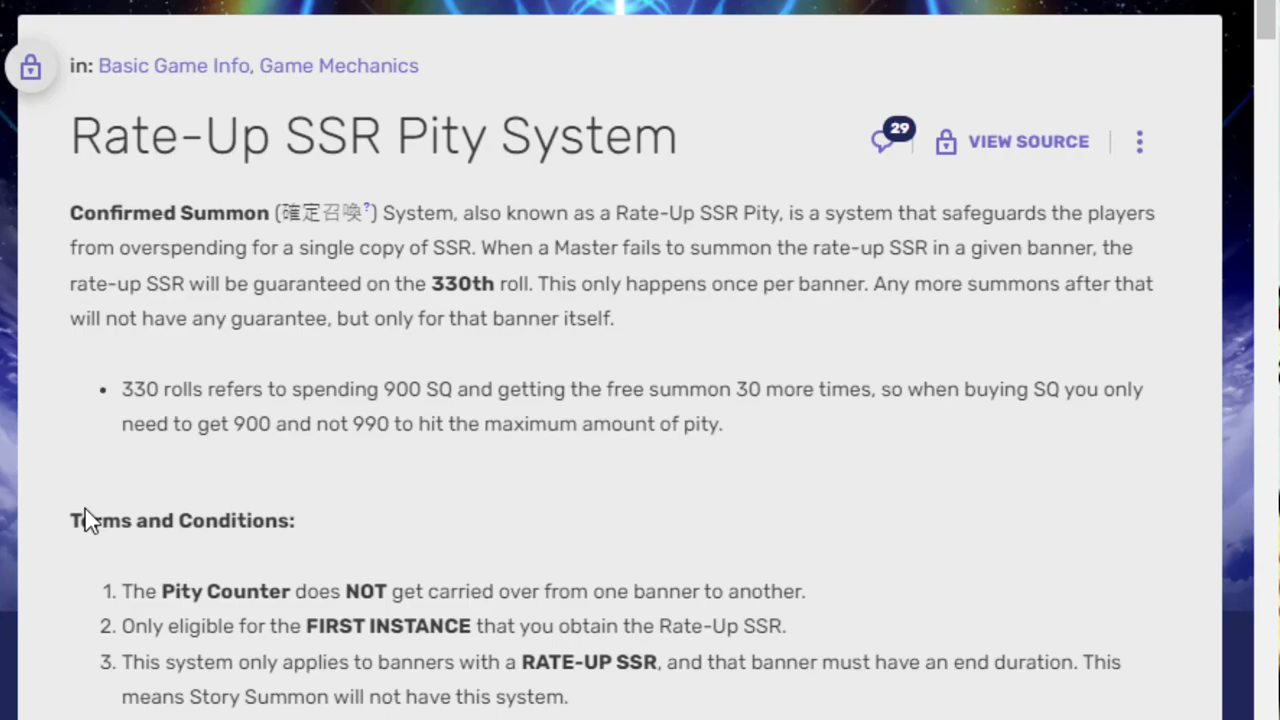 in: Basic Game Info, Game Mechanics
Rate-Up SSR Pity System
29
VIEW SOURCE
Confirmed Summon (確定召喚?) System, also known as a Rate-Up SSR Pity, is a system that safeguards the players
from overspending for a single copy of SSR. When a Master fails to summon the rate-up SSR in a given banner, the
rate-up SSR will be guaranteed on the 330th roll. This only happens once per banner. Any more summons after that
will not have any guarantee, but only for that banner itself.
• 330 rolls refers to spending 900 SQ and getting the free summon 30 more times, so when buying SQ you only
need to get 900 and not 990 to hit the maximum amount of pity.
Terms and Conditions:
1. The Pity Counter does NOT get carried over from one banner to another.
2. Only eligible for the FIRST INSTANCE that you obtain the Rate-Up SSR.
3. This system only applies to banners with a RATE-UP SSR, and that banner must have an end duration. This
means Story Summon will not have this system.